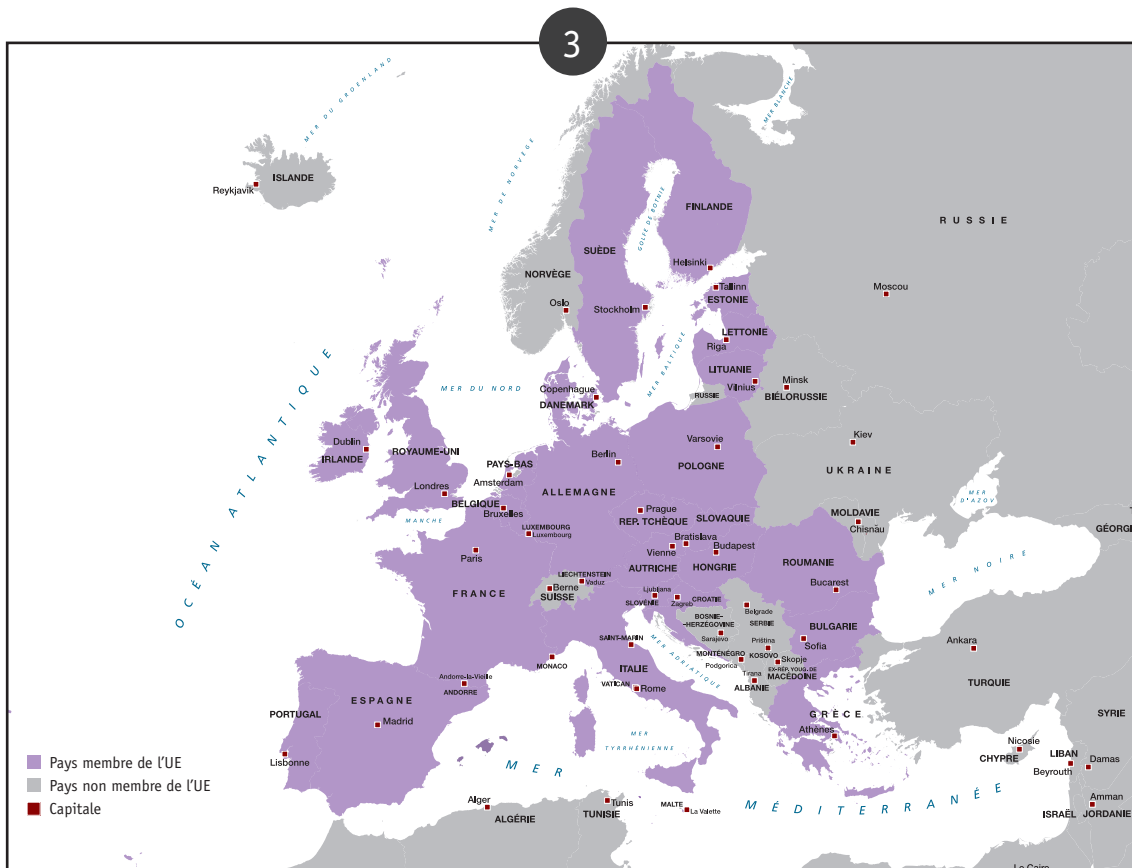 3
MER DU GROENLAND
MER BLANCHE
ISLANDE
Reykjavik
MER DE NORVÈGE
FINLANDE
GOLFE DE BOTNIE
RUSSIE
SUÈDE
Helsinki
NORVÈGE
Tallinn
ESTONIE
Moscou
Oslo
Stockholm
LETTONIE
Riga
MER BALTIQUE
LITUANIE
Vilnius
Minsk
BIÉLORUSSIE
RUSSIE
MER DU NORD
Copenhague
DANEMARK
OCÉAN ATLANTIQUE
Dublin
IRLANDE
ROYAUME-UNI
Londres
PAYS-BAS
Amsterdam
Berlin
Varsovie
POLOGNE
Kiev
UKRAINE
ALLEMAGNE
BELGIQUE
Bruxelles
MANCHE
LUXEMBOURG
Luxembourg
Prague
RÉP. TCHÈQUE
SLOVAQUIE
Bratislava
MOLDAVIE
Chișnău
MER
D'AZOV
GÉORG
Paris
Vienne
Budapest
AUTRICHE
HONGRIE
ROUMANIE
Bucarest
MER NOIRE
FRANCE
LIECHTENSTEIN
Vaduz
Berne
SUISSE
Ljubljana
SLOVÉNIE
Zagreb
CROATIE
Belgrade
BOSNIE-
-HERZÉGOVINE
SERBIE
Sarajevo
BULGARIE
Sofia
SAINT-MARIN
MER ADRIATIQUE
Priština
KOSOVO
MONTÉNÉGRO
Podgorica
Skopje
EX-RÉP. YOUG. DE
MACÉDOINE
Tirana
ALBANIE
MONACO
ITALIE
VATICAN
Rome
Andorre-la-Vieille
ANDORRE
ESPAGNE
Madrid
PORTUGAL
Lisbonne
Ankara
TURQUIE
GRÈCE
Athènes
SYRIE
MER
TYRRHÉNIENNE
Nicosie
CHYPRE
LIBAN
Beyrouth
Damas
MER MÉDITERRANÉE
Pays membre de l'UE
Pays non membre de l'UE
Capitale
Alger
ALGÉRIE
Tunis
TUNISIE
MALTE
La Valette
Amman
ISRAËL
JORDANIE
Le Caire